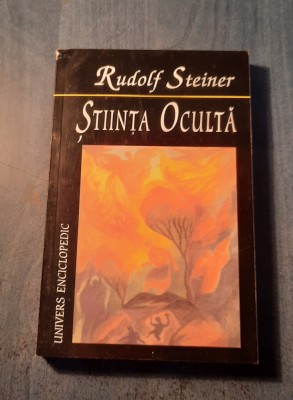 Rudolf Steiner
Știința Ocultă
UNIVERS ENCICLOPEDIC